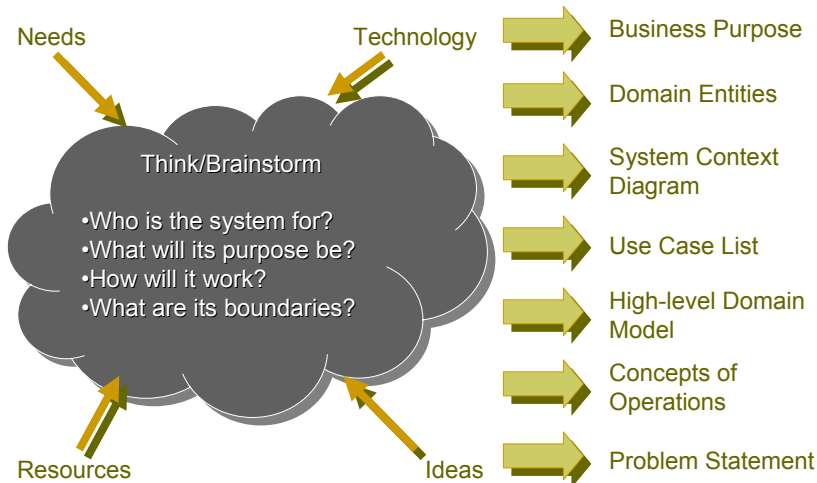 Needs
Technology
Think/Brainstorm
•Who is the system for?
•What will its purpose be?
•How will it work?
•What are its boundaries?
Resources
Ideas
Business Purpose
Domain Entities
System Context
Diagram
Use Case List
High-level Domain
Model
Concepts of
Operations
Problem Statement